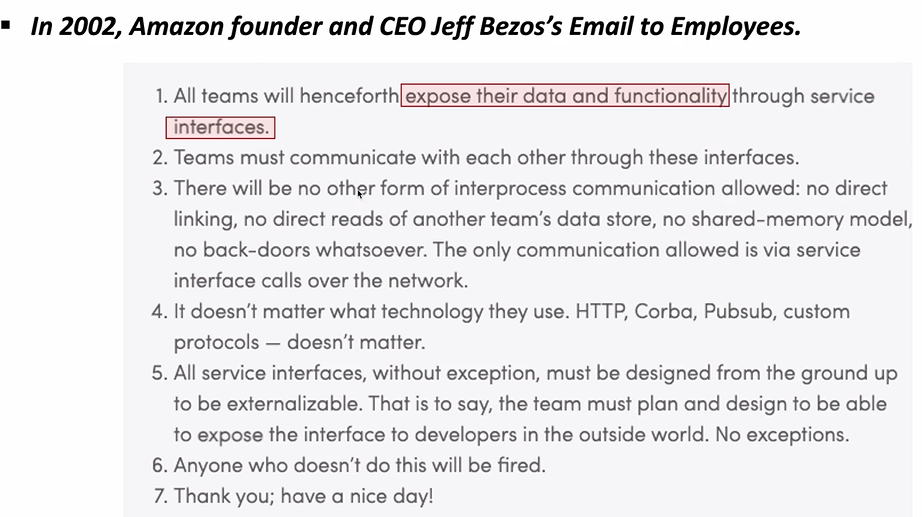 ▪ In 2002, Amazon founder and CEO Jeff Bezos’s Email to Employees.
1. All teams will henceforth expose their data and functionality through service
interfaces.
2. Teams must communicate with each other through these interfaces.
3. There will be no other form of interprocess communication allowed: no direct
linking, no direct reads of another team’s data store, no shared-memory model,
no back-doors whatsoever. The only communication allowed is via service
interface calls over the network.
4. It doesn’t matter what technology they use. HTTP, Corba, Pubsub, custom
protocols — doesn’t matter.
5. All service interfaces, without exception, must be designed from the ground up
to be externalizable. That is to say, the team must plan and design to be able
to expose the interface to developers in the outside world. No exceptions.
6. Anyone who doesn’t do this will be fired.
7. Thank you; have a nice day!